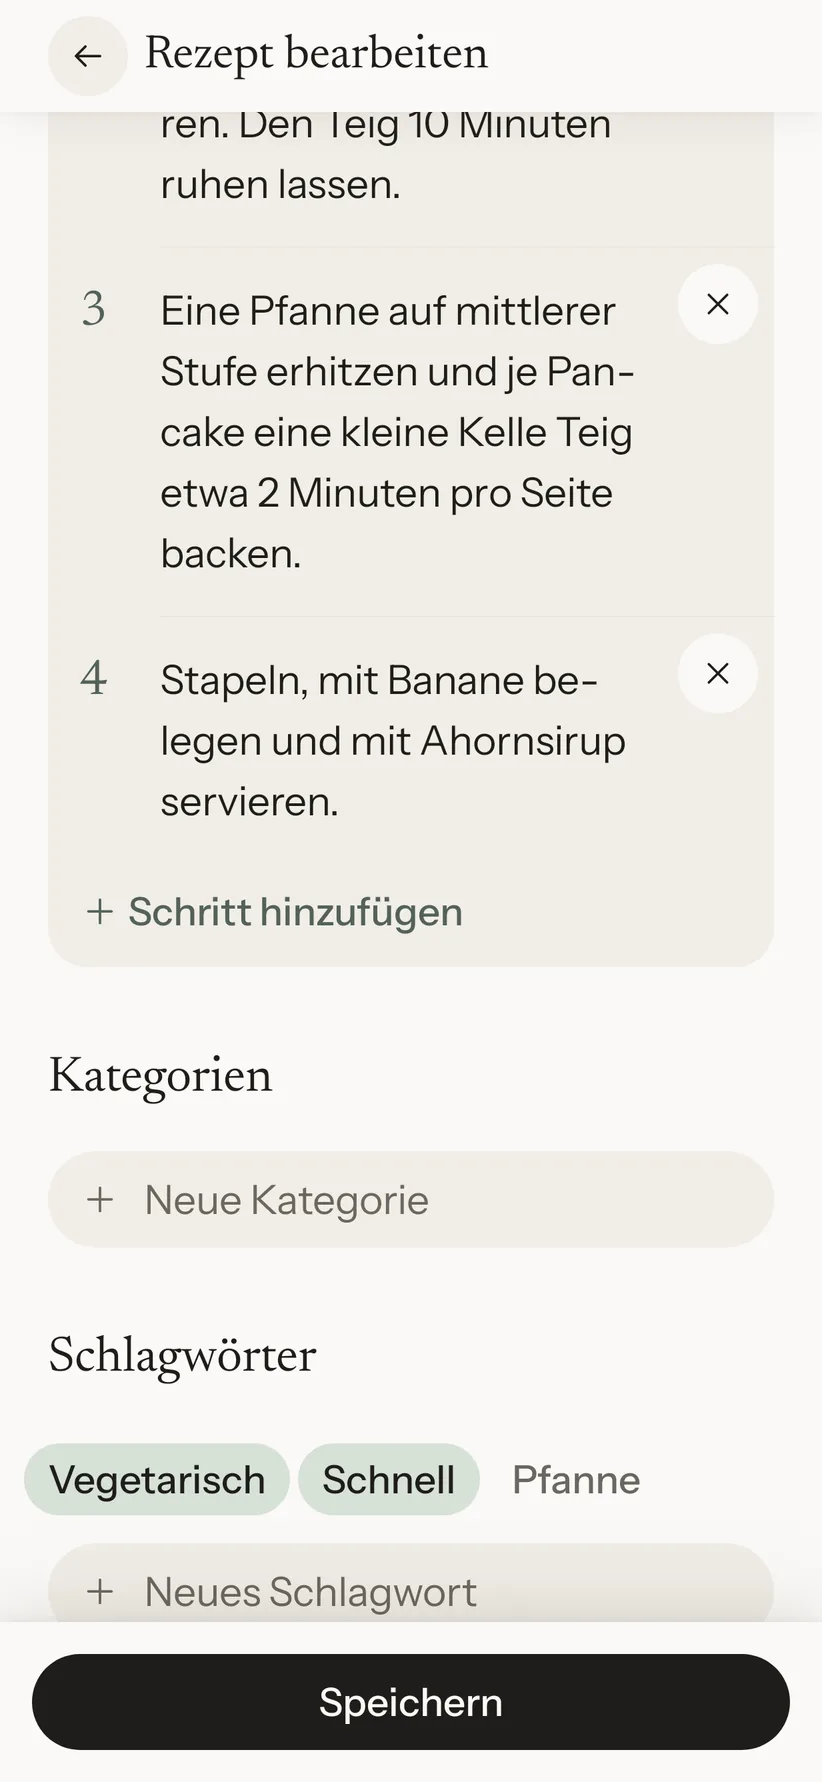 Rezept bearbeiten
ren. Den Teig 10 Minuten
ruhen lassen.
3
Eine Pfanne auf mittlerer
Stufe erhitzen und je Pan-
cake eine kleine Kelle Teig
etwa 2 Minuten pro Seite
backen.
4
Stapeln, mit Banane be-
legen und mit Ahornsirup
servieren.
+ Schritt hinzufügen
Kategorien
+ Neue Kategorie
Schlagwörter
Vegetarisch Schnell Pfanne
+ Neues Schlagwort
Speichern